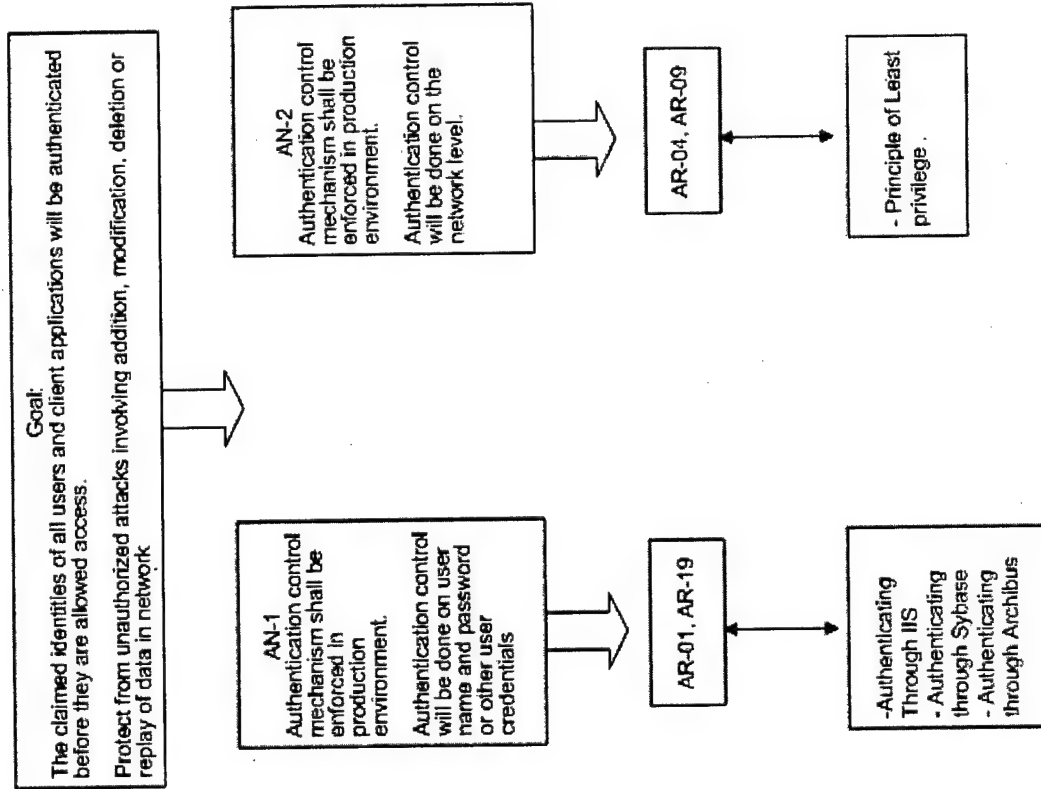 Goal:
The claimed identities of all users and client applications will be authenticated
before they are allowed access.
Protect from unauthorized attacks involving addition, modification, deletion or
replay of data in network
AN-1
Authentication control
mechanism shall be
enforced in
production
environment.
Authentication control
will be done on user
name and password
or other user
credentials
AR-01, AR-19
-Authenticating
Through IIS
- Authenticating
through Sybase
- Authenticating
through Archibus
AN-2
Authentication control
mechanism shall be
enforced in production
environment.
Authentication control
will be done on the
network level.
AR-04, AR-09
- Principle of Least
privilege .